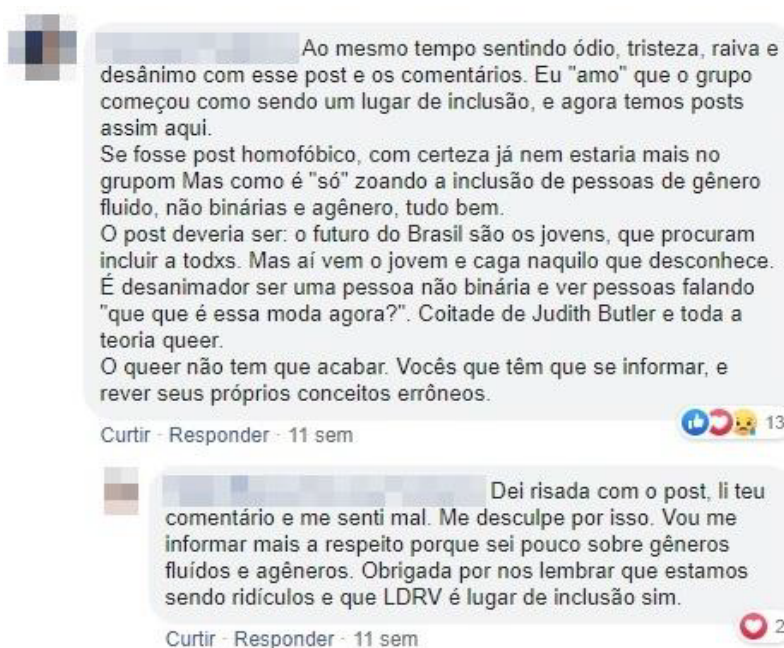 Ao mesmo tempo sentindo ódio, tristeza, raiva e
desânimo com esse post e os comentários. Eu "amo" que o grupo
começou como sendo um lugar de inclusão, e agora temos posts
assim aqui.
Se fosse post homofóbico, com certeza já nem estaria mais no
grupom Mas como é "só" zoando a inclusão de pessoas de gênero
fluido, não binárias e agênero, tudo bem.
O post deveria ser: o futuro do Brasil são os jovens, que procuram
incluir a todxs. Mas aí vem o jovem e caga naquilo que desconhece.
É desanimador ser uma pessoa não binária e ver pessoas falando
"que que é essa moda agora?". Coitade de Judith Butler e toda a
teoria queer.
O queer não tem que acabar. Vocês que têm que se informar, e
rever seus próprios conceitos errôneos.
13
Curtir · Responder · 11 sem
Dei risada com o post, li teu
comentário e me senti mal. Me desculpe por isso. Vou me
informar mais a respeito porque sei pouco sobre gêneros
fluídos e agêneros. Obrigada por nos lembrar que estamos
sendo ridículos e que LDRV é lugar de inclusão sim.
2
Curtir · Responder · 11 sem